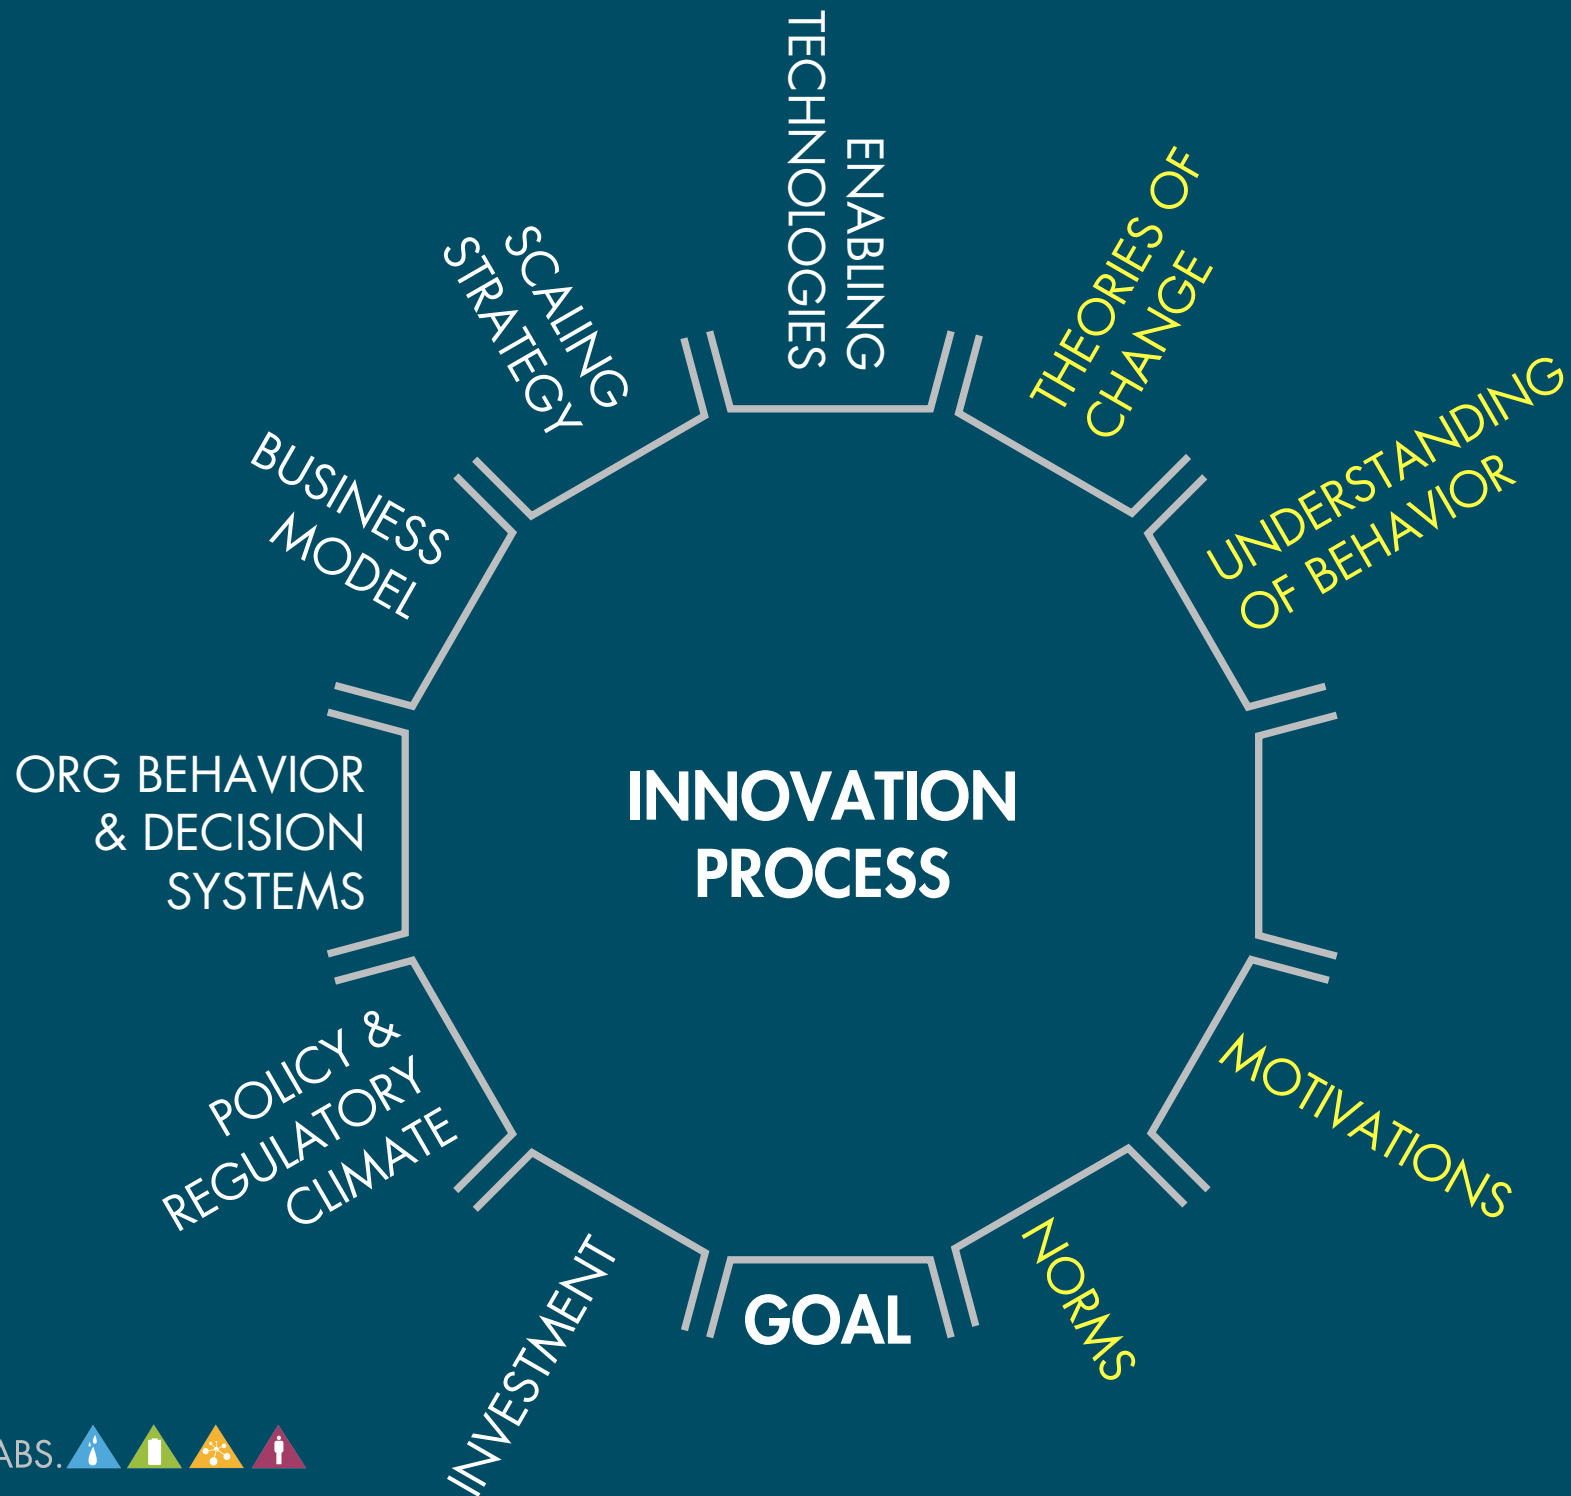 ENABLING
TECHNOLOGIES
THEORIES OF
CHANGE
UNDERSTANDING
OF BEHAVIOR
MOTIVATIONS
NORMS
GOAL
INVESTMENT
POLICY &
REGULATORY
CLIMATE
ORG BEHAVIOR
& DECISION
SYSTEMS
BUSINESS
MODEL
SCALING
STRATEGY
INNOVATION
PROCESS
ABS.